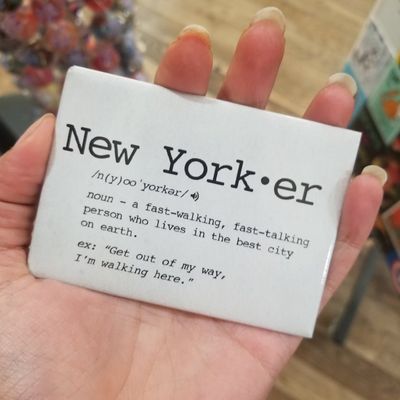 New York•er
/n(y)oo ˈyorkər/
noun - a fast-walking, fast-talking
person who lives in the best city
on earth.
ex: "Get out of my way,
I'm walking here."